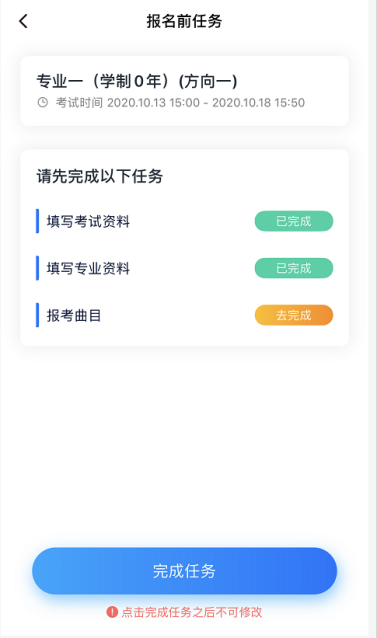 报名前任务
专业一（学制0年）(方向一)
考试时间 2020.10.13 15:00 - 2020.10.18 15:50
请先完成以下任务
填写考试资料 已完成
填写专业资料 已完成
报考曲目 去完成
完成任务
点击完成任务之后不可修改